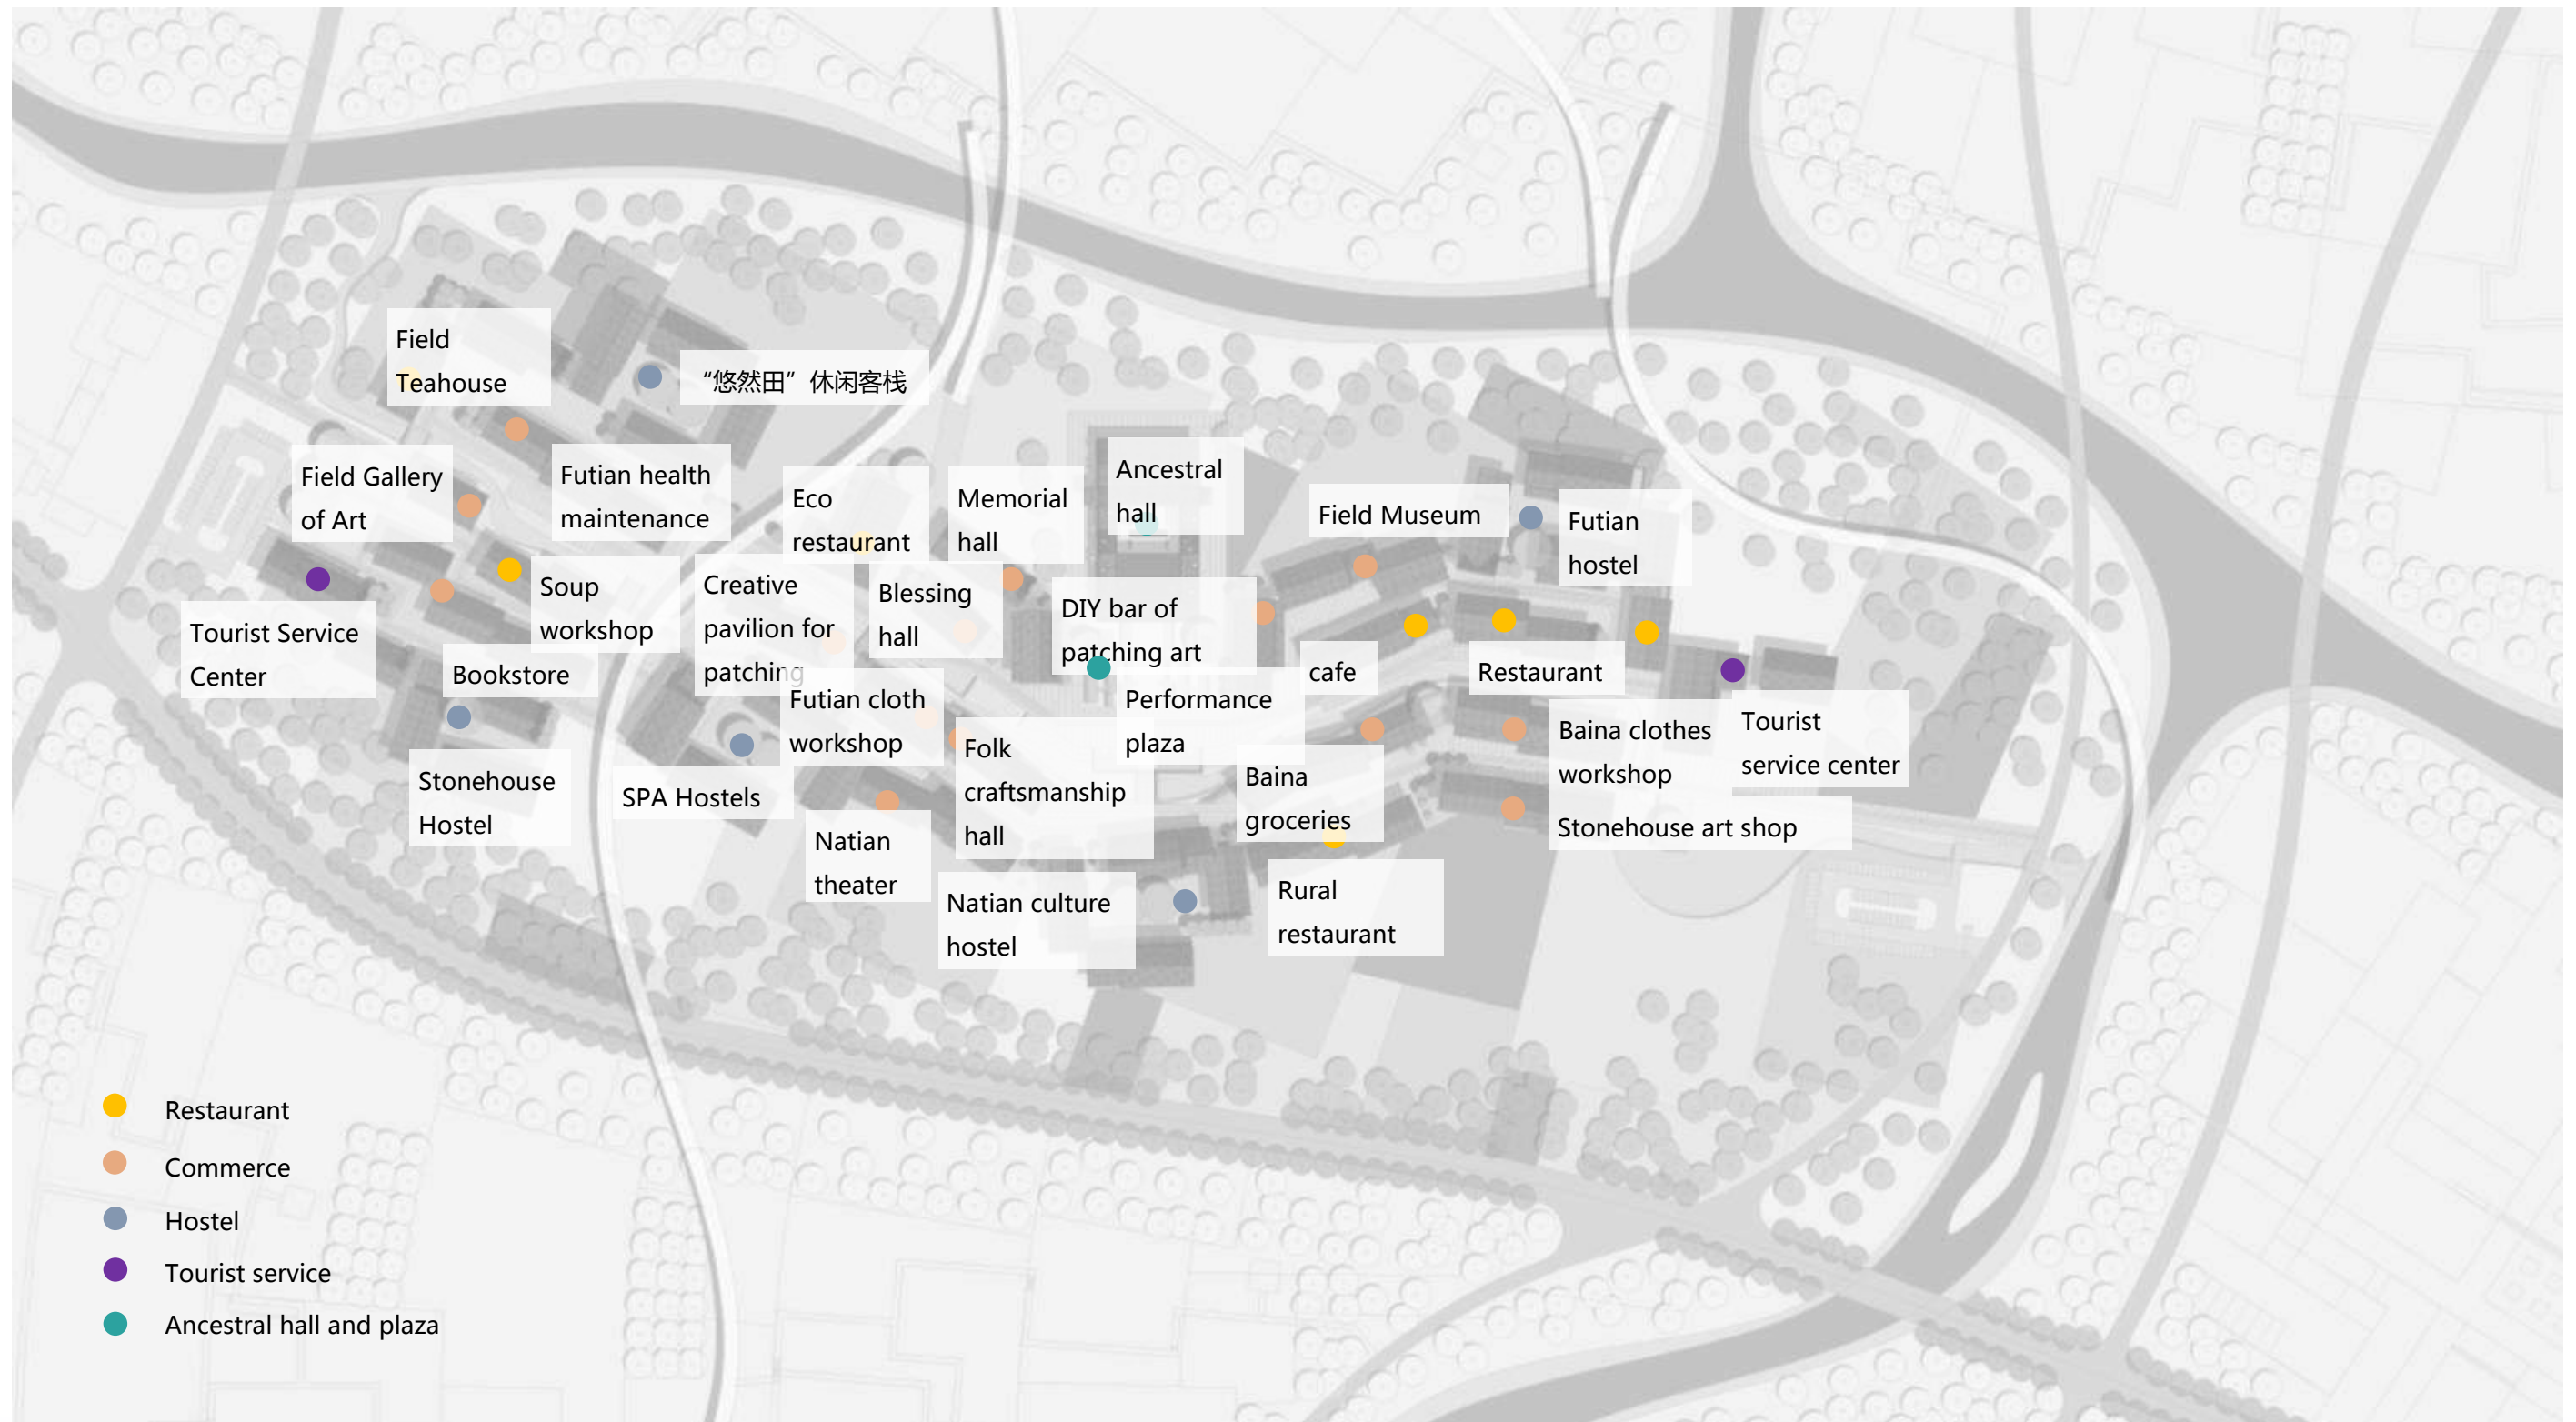 Field
Teahouse
“悠然田”休闲客栈
Field Gallery
of Art
Futian health
maintenance
Eco
restaurant
Memorial
hall
Ancestral
hall
Field Museum
Futian
hostel
Tourist Service
Center
Soup
workshop
Bookstore
Creative
pavilion for
patching
Blessing
hall
DIY bar of
patching art
cafe
Restaurant
Futian cloth
workshop
Performance
plaza
Baina clothes
workshop
Tourist
service center
Stonehouse
Hostel
SPA Hostels
Folk
craftsmanship
hall
Baina
groceries
Stonehouse art shop
Natian
theater
Natian culture
hostel
Rural
restaurant
Restaurant
Commerce
Hostel
Tourist service
Ancestral hall and plaza